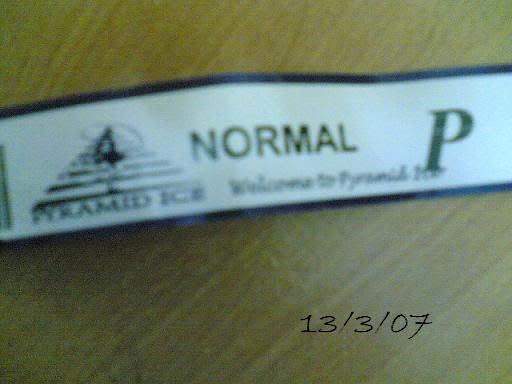 NORMAL
P
PYRAMID ICE
Welcome to Pyramid Ice
13/3/07